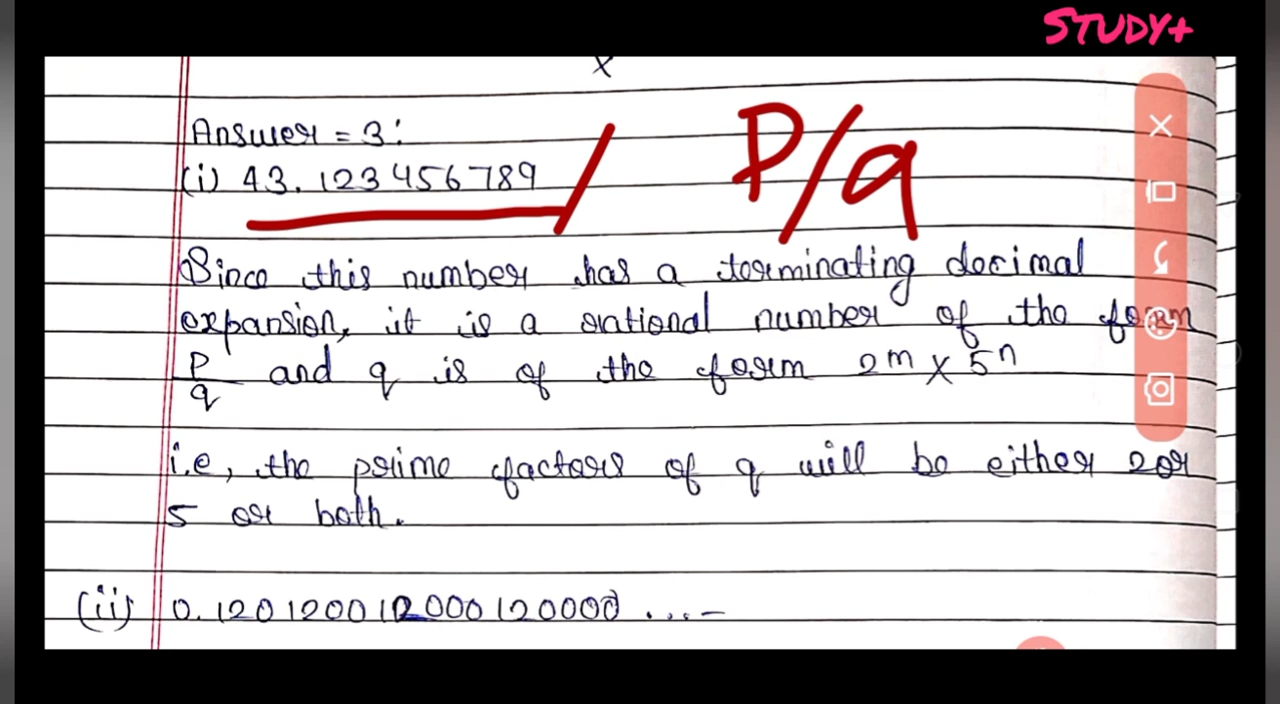 STUDY+
x
Answer = 3:
(i) 43.123456789
P/q
Since this number has a terminating decimal
expansion, it is a rational number of the form
p/q and q is of the form 2^m × 5^n
i.e, the prime factors of q will be either 2 or
5 or both.
(ii) 0.120120012000120000 ....-